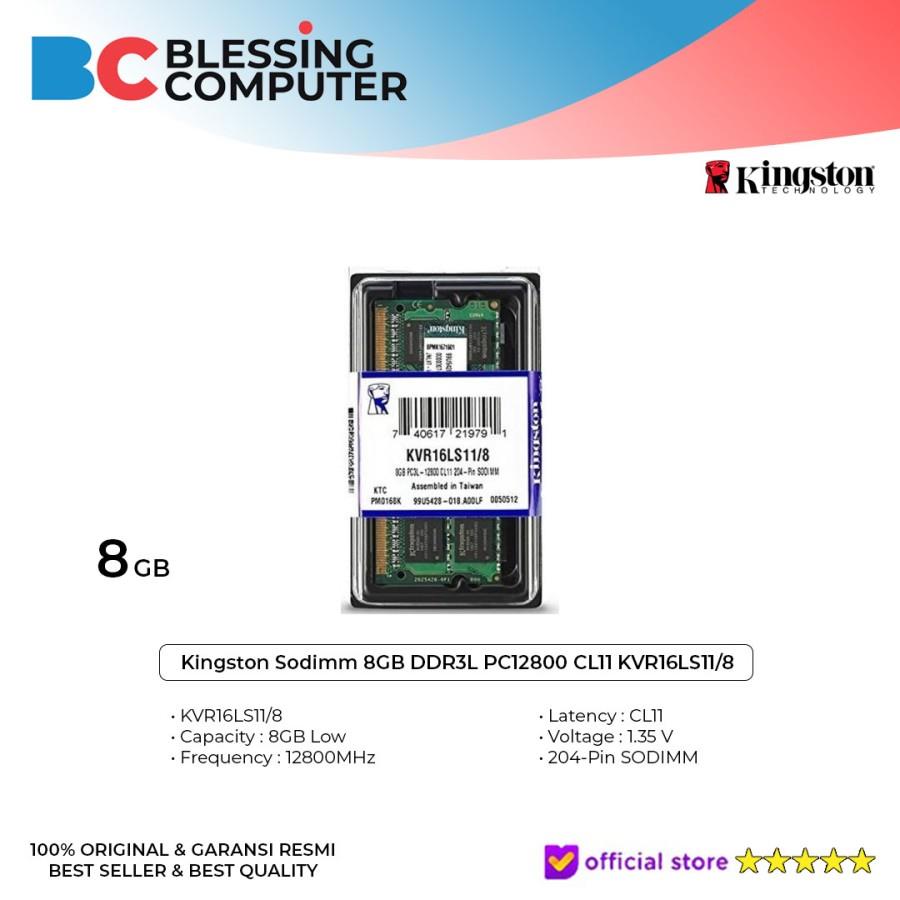 BC BLESSING
COMPUTER
Kingston
TECHNOLOGY
Kingston
7 40617 21979 1
KVR16LS11/8
8GB PC3L-12800 CL11 204-Pin SODIMM
Assembled in Taiwan
KTC
PM0168K 99U5428-018.A00LF 0050512
Kingston
Kingston
Kingston
8 GB
Kingston Sodimm 8GB DDR3L PC12800 CL11 KVR16LS11/8
• KVR16LS11/8
• Capacity : 8GB Low
• Frequency : 12800MHz
• Latency : CL11
• Voltage : 1.35 V
• 204-Pin SODIMM
100% ORIGINAL & GARANSI RESMI
BEST SELLER & BEST QUALITY
official store